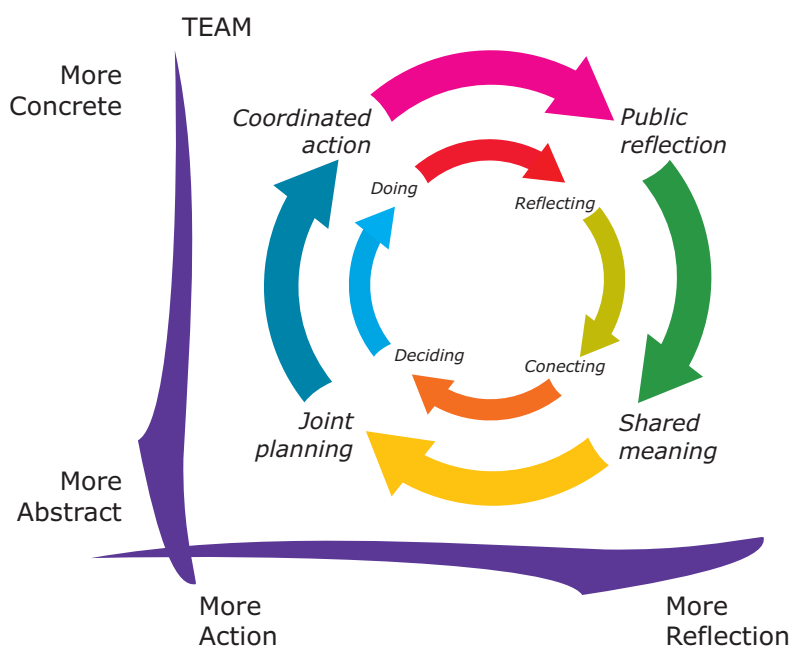 TEAM
More
Concrete
Coordinated
action
Public
reflection
Doing
Reflecting
Deciding
Conecting
Joint
planning
Shared
meaning
More
Abstract
More
Action
More
Reflection